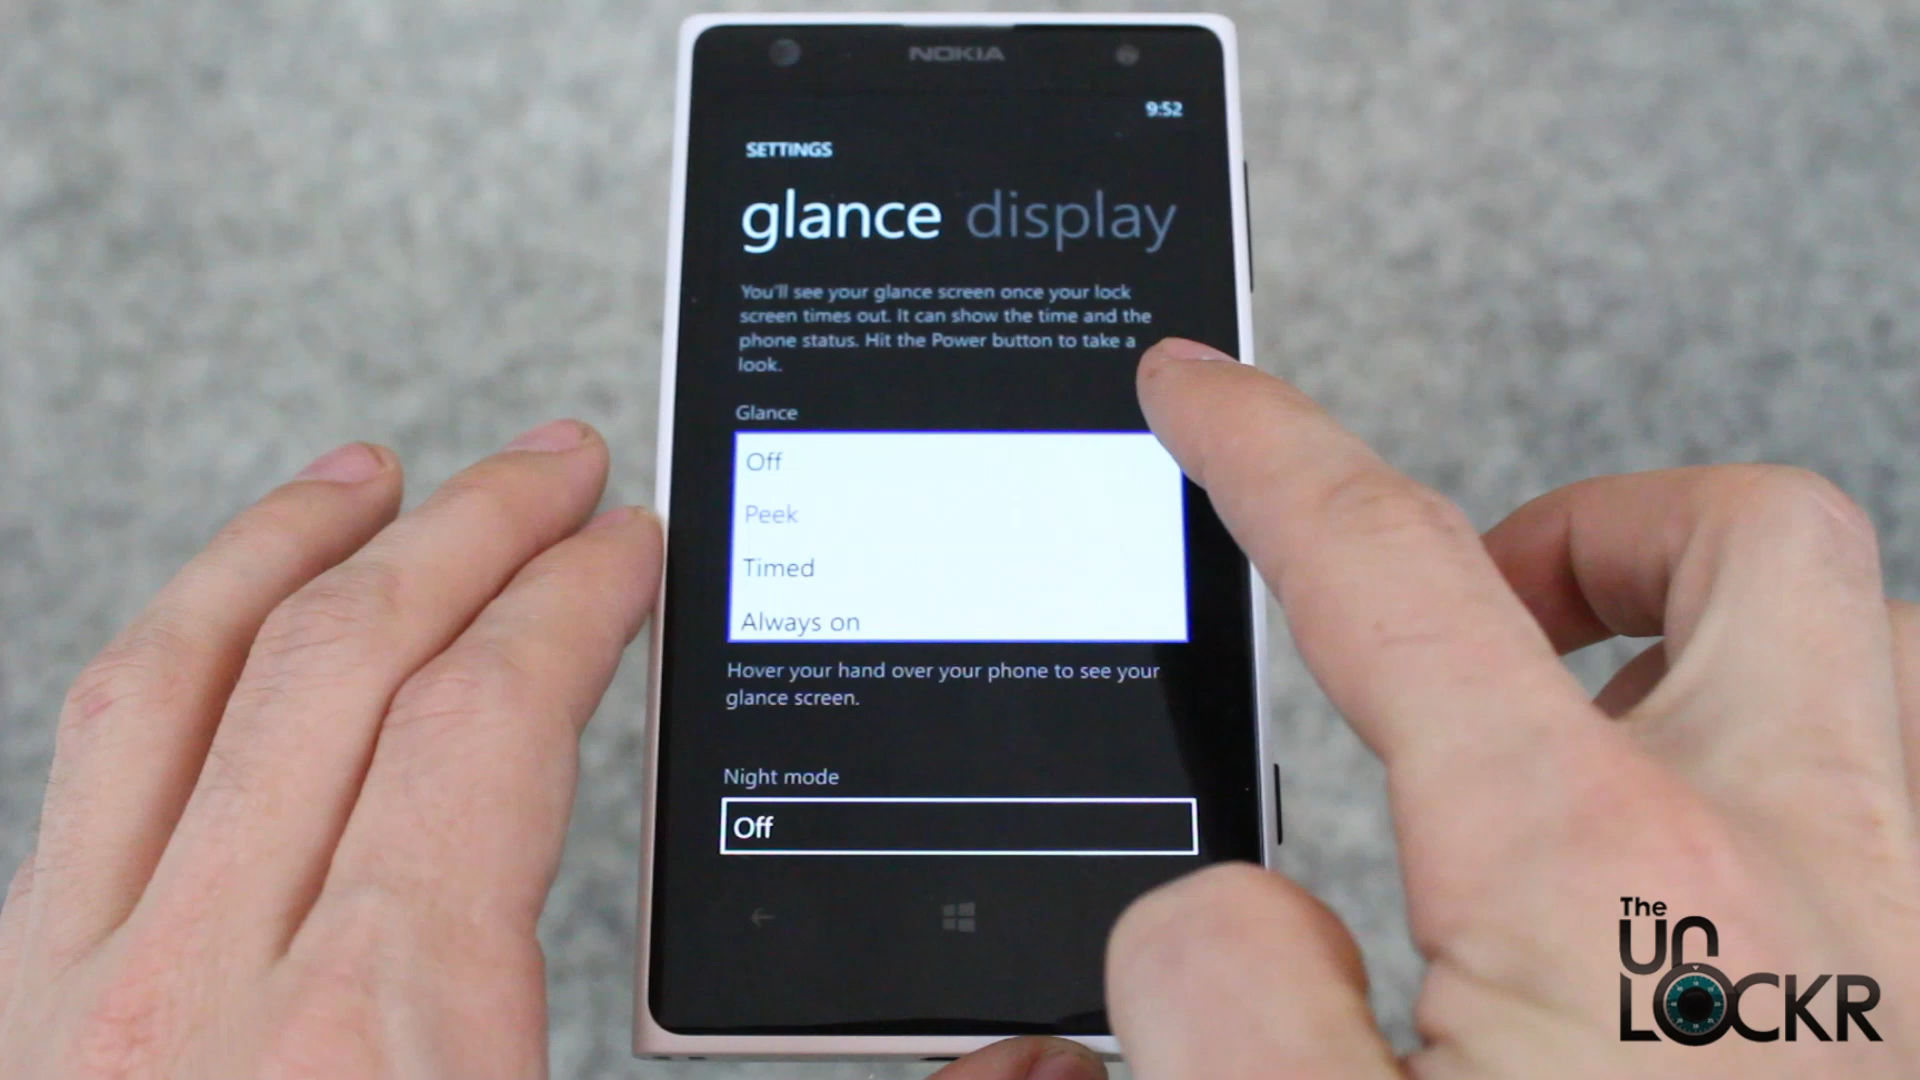 NOKIA
9:52
SETTINGS
glance display
You'll see your glance screen once your lock
screen times out. It can show the time and the
phone status. Hit the Power button to take a
look.
Glance
Off
Peek
Timed
Always on
Hover your hand over your phone to see your
glance screen.
Night mode
Off
The
UN
LOCKR